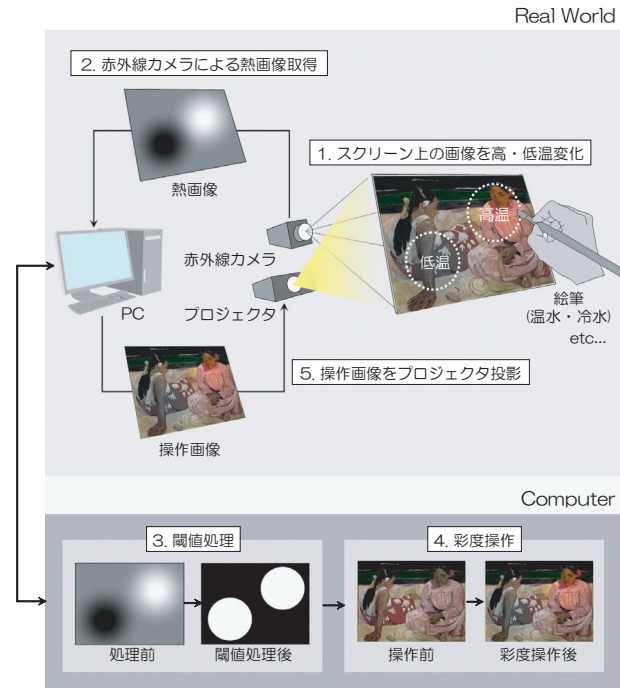 Real World
2. 赤外線カメラによる熱画像取得
1. スクリーン上の画像を高・低温変化
熱画像
高温
赤外線カメラ
低温
絵筆
(温水・冷水)
etc...
PC
プロジェクタ
5. 操作画像をプロジェクタ投影
操作画像
Computer
3. 閾値処理
4. 彩度操作
処理前
閾値処理後
操作前
彩度操作後